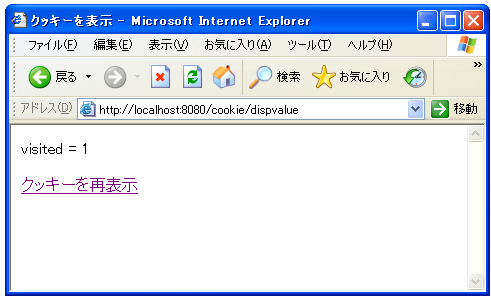 クッキーを表示 - Microsoft Internet Explorer
ファイル(F) 編集(E) 表示(V) お気に入り(A) ツール(T) ヘルプ(H)
戻る 検索 お気に入り »
アドレス(D) http://localhost:8080/cookie/dispvalue 移動
visited = 1
クッキーを再表示